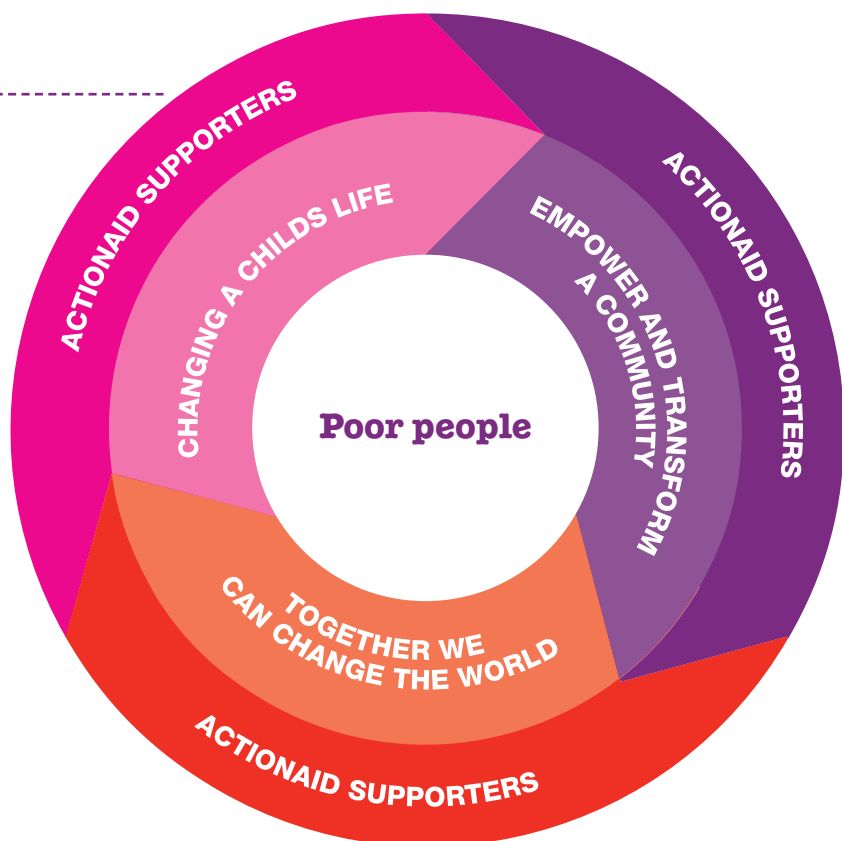 ACTIONAID SUPPORTERS
CHANGING A CHILDS LIFE
ACTIONAID SUPPORTERS
EMPOWER AND TRANSFORM
A COMMUNITY
Poor people
TOGETHER WE
CAN CHANGE THE WORLD
ACTIONAID SUPPORTERS